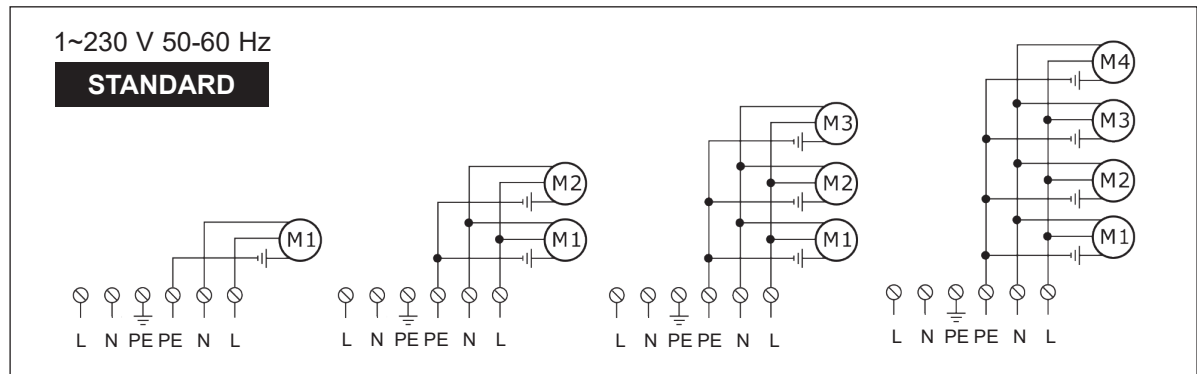 1~230 V 50-60 Hz
STANDARD
M1
L N PE PE N L
M2
M1
L N PE PE N L
M3
M2
M1
L N PE PE N L
M4
M3
M2
M1
L N PE PE N L